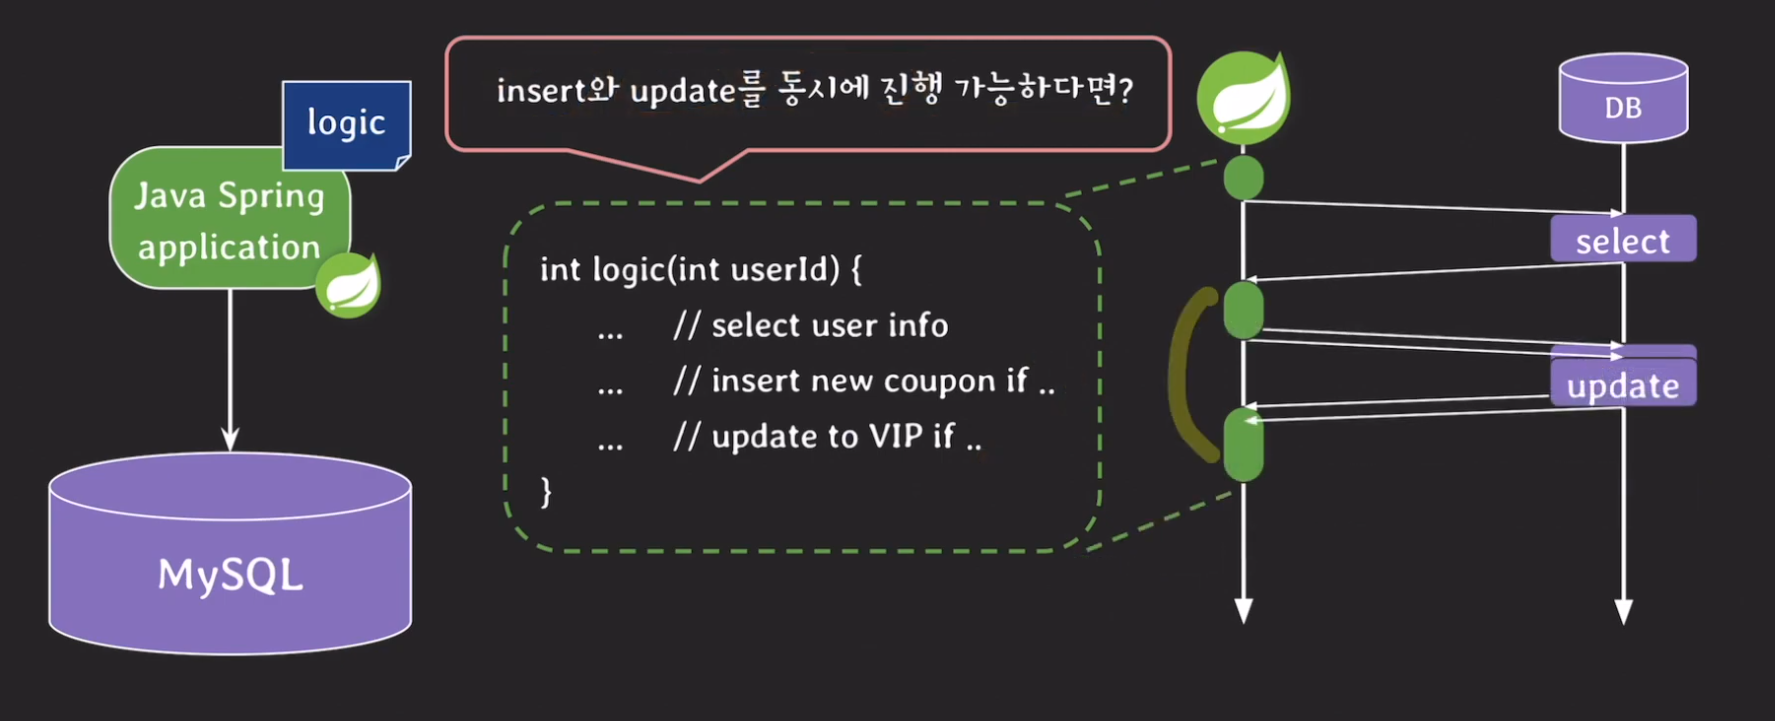 logic
Java Spring
application
MySQL
insert와 update를 동시에 진행 가능하다면?
int logic(int userId) {
... // select user info
... // insert new coupon if ..
... // update to VIP if ..
}
DB
select
update